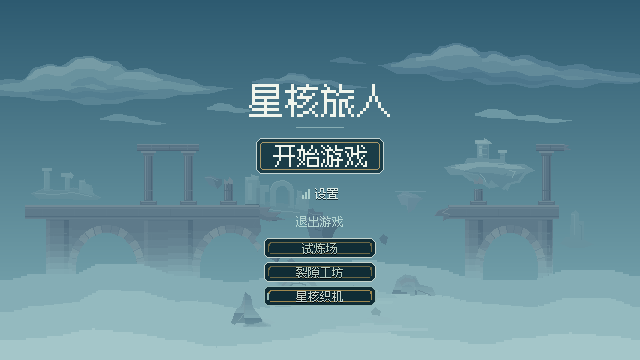 星核旅人
开始游戏
设置
退出游戏
试炼场
裂隙工坊
星核织机